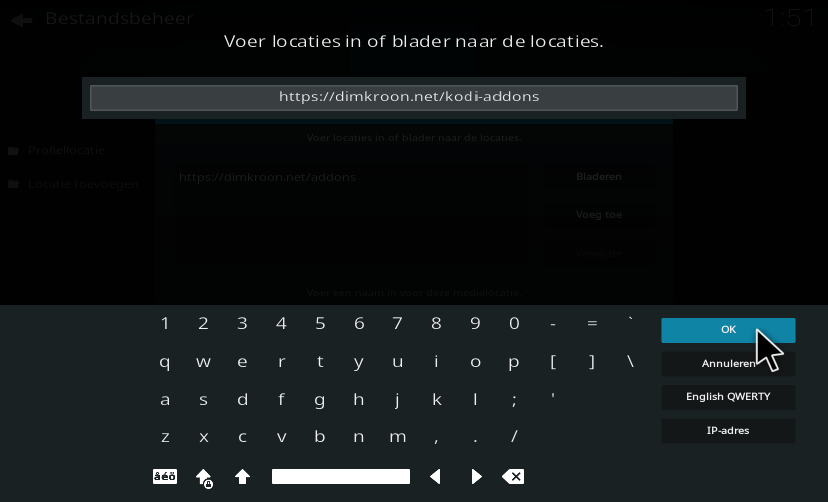 Bestandsbeheer
1:51
Voer locaties in of blader naar de locaties.
https://dimkroon.net/kodi-addons
Voer locaties in of blader naar de locaties.
Profiellocatie
https://dimkroon.net/addons
Bladeren
Locatie toevoegen
Voeg toe
Verwijder
Voer een naam in voor deze medialocatie.
1 2 3 4 5 6 7 8 9 0 - = `
OK
q w e r t y u i o p [ ] \
Annuleren
a s d f g h j k l ; '
English QWERTY
z x c v b n m , . /
IP-adres
âéõ